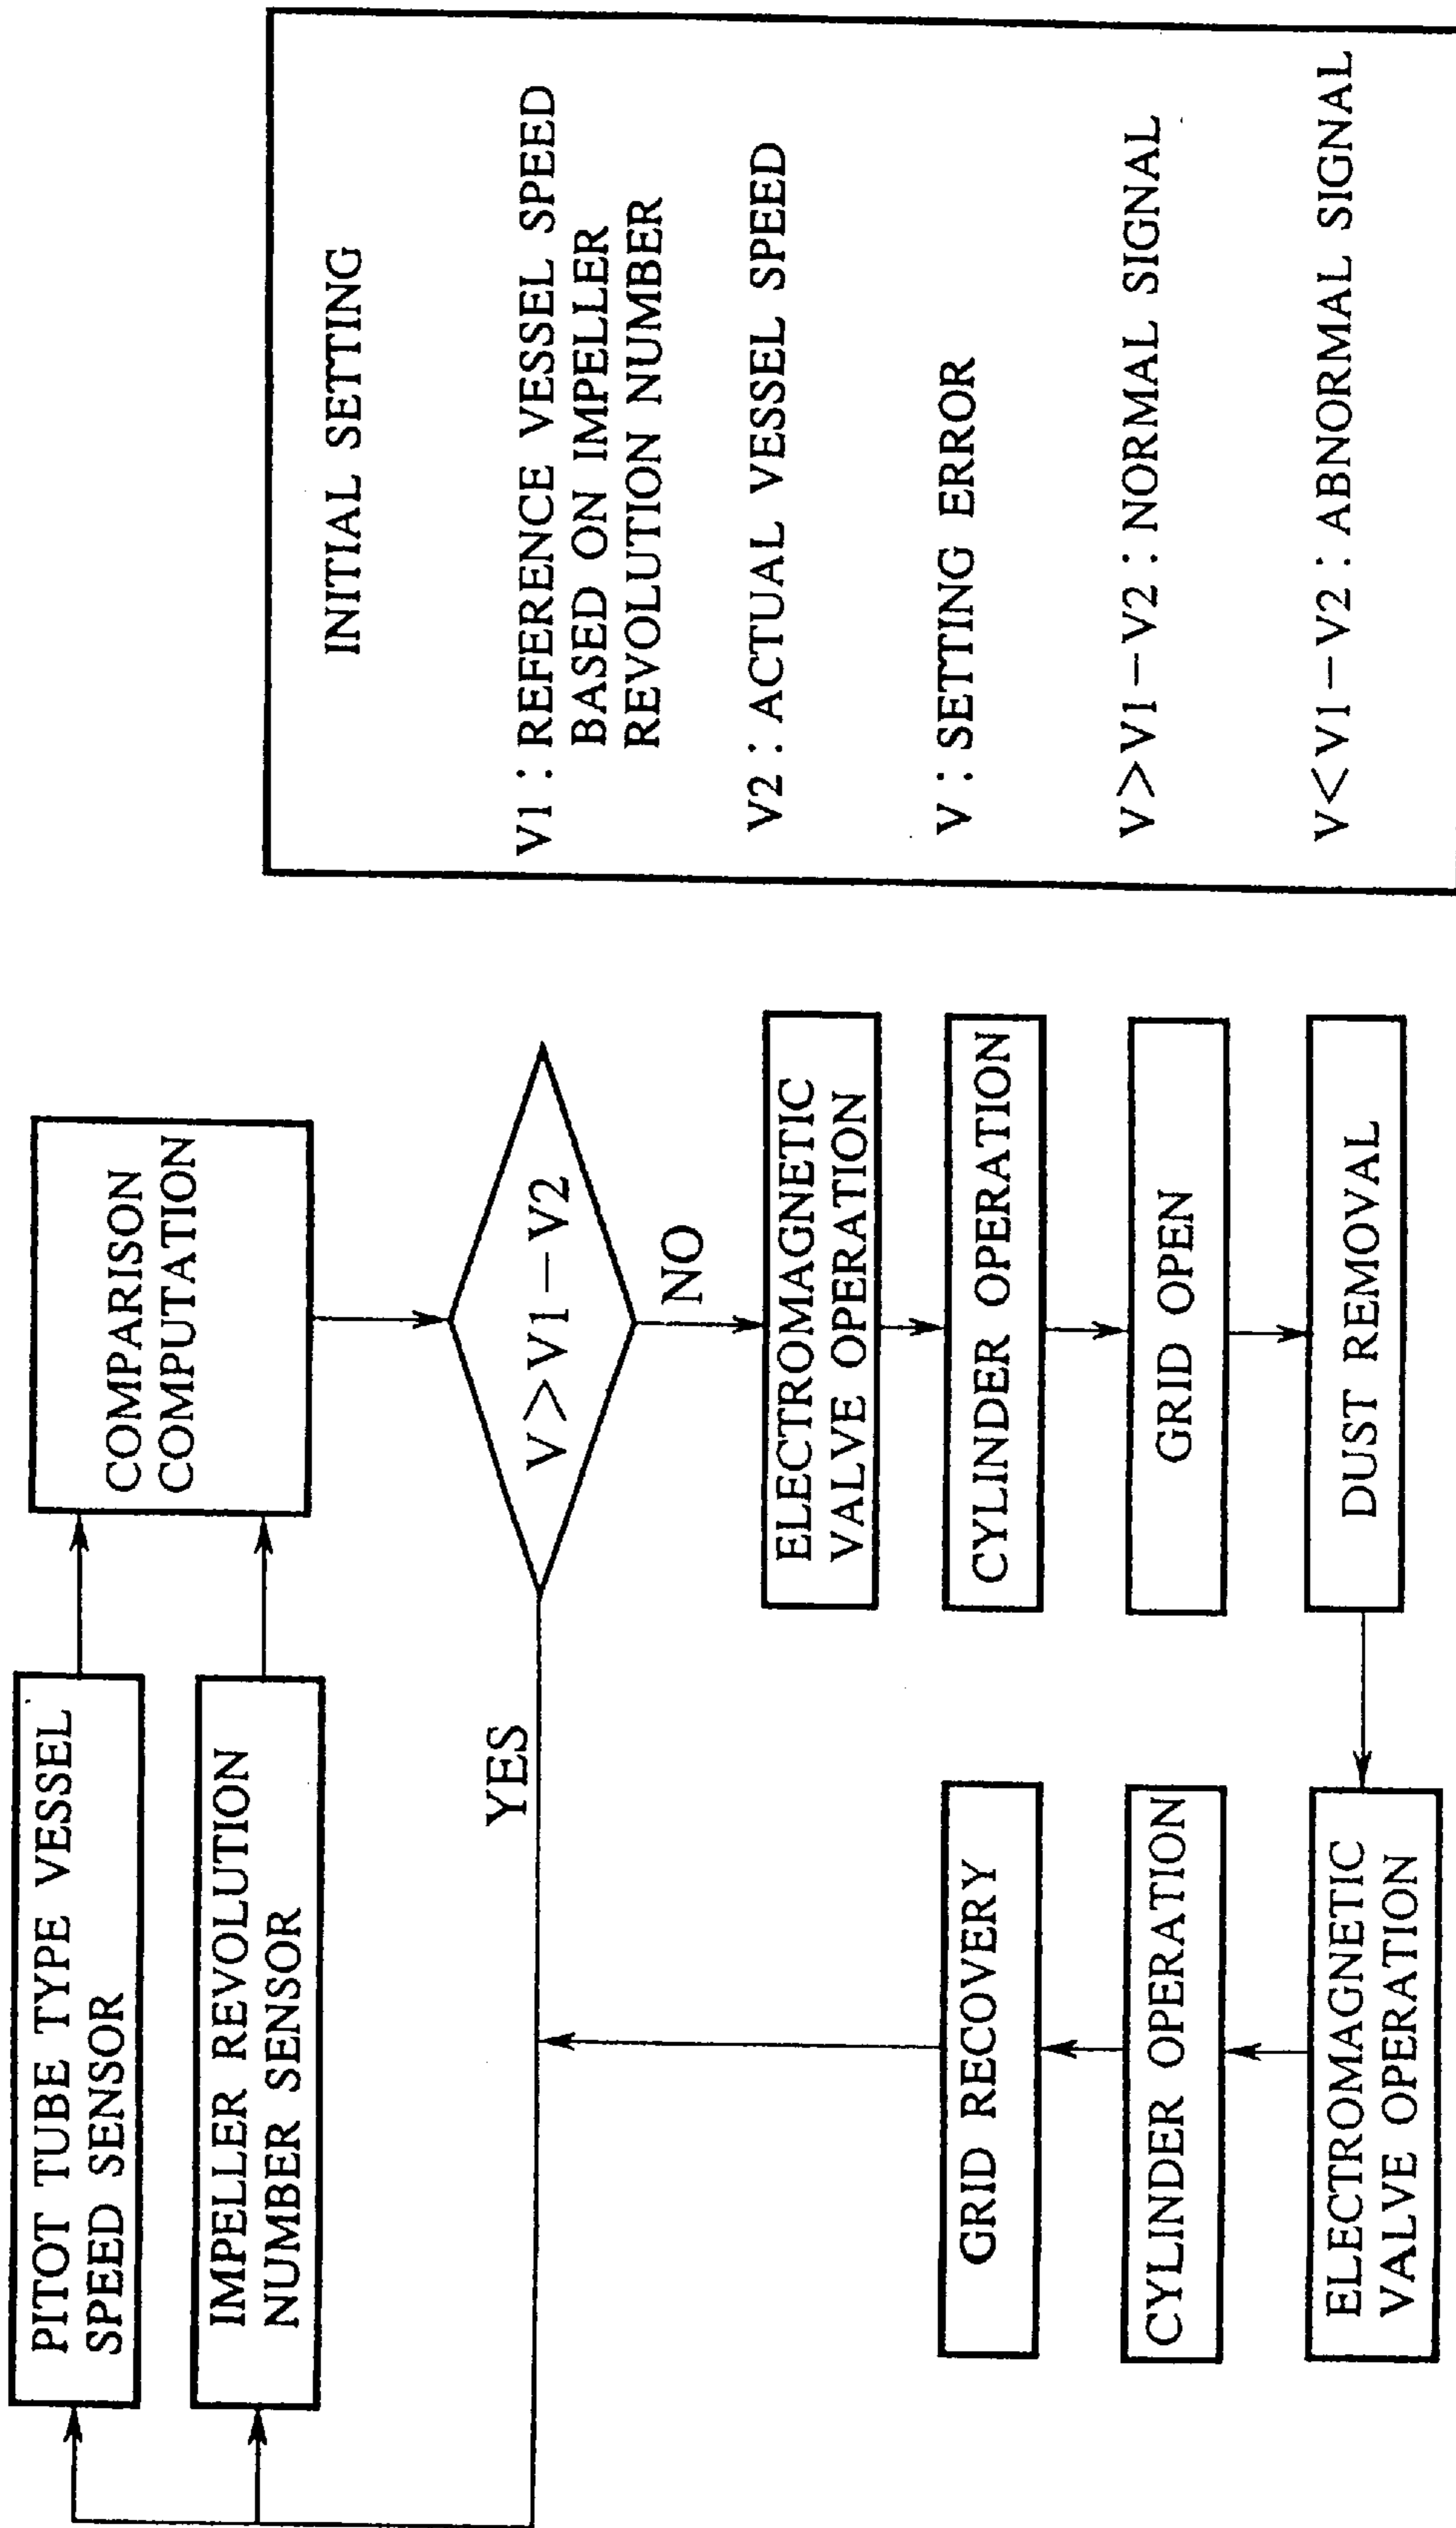 PITOT TUBE TYPE VESSEL
SPEED SENSOR
IMPELLER REVOLUTION
NUMBER SENSOR
COMPARISON
COMPUTATION
V>V1-V2
YES
NO
ELECTROMAGNETIC
VALVE OPERATION
CYLINDER OPERATION
GRID OPEN
DUST REMOVAL
ELECTROMAGNETIC
VALVE OPERATION
CYLINDER OPERATION
GRID RECOVERY
INITIAL SETTING
V1 : REFERENCE VESSEL SPEED
BASED ON IMPELLER
REVOLUTION NUMBER
V2 : ACTUAL VESSEL SPEED
V : SETTING ERROR
V>V1-V2 : NORMAL SIGNAL
V<V1-V2 : ABNORMAL SIGNAL